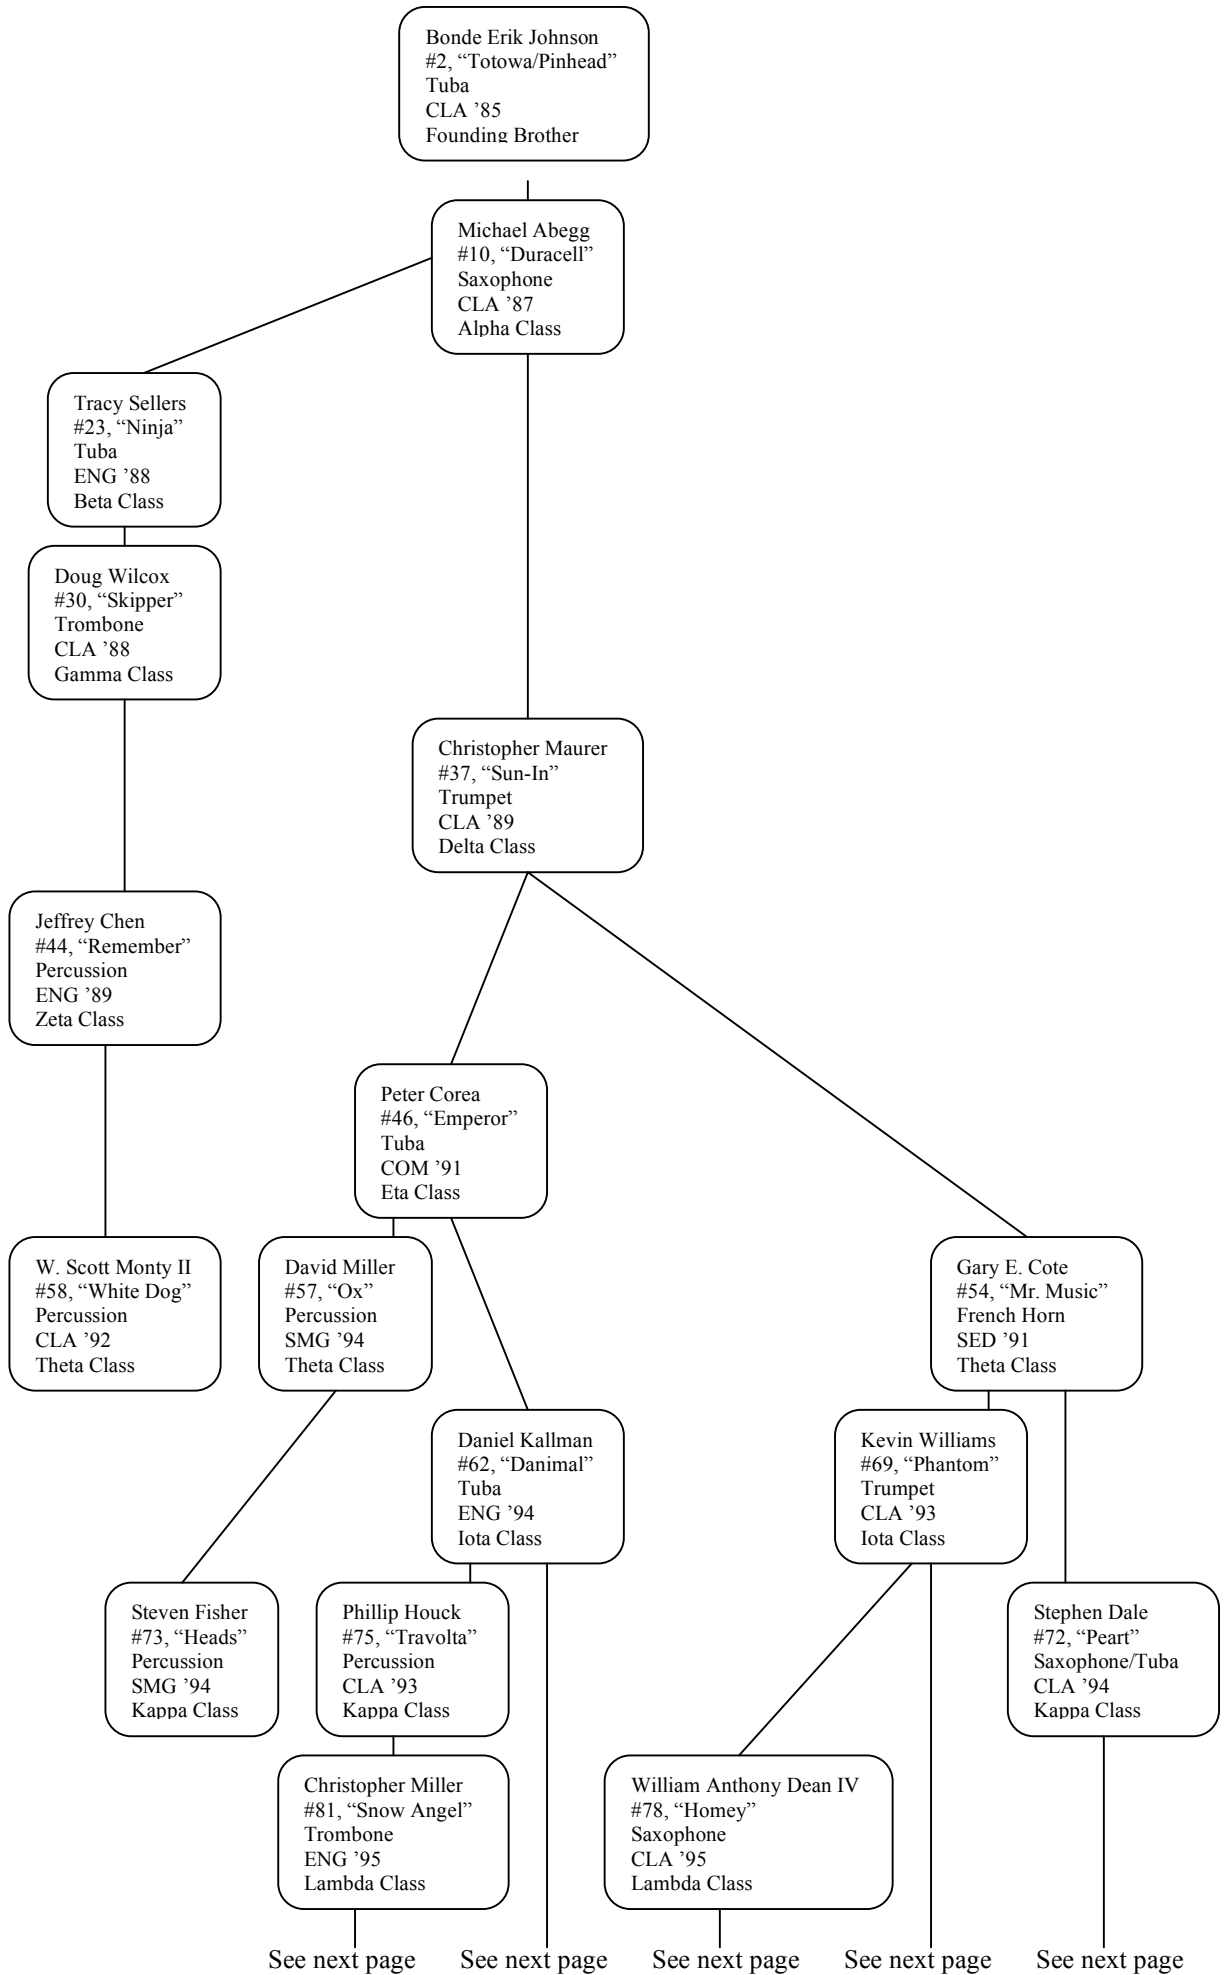 Bonde Erik Johnson
#2, “Totowa/Pinhead”
Tuba
CLA ’85
Founding Brother
Michael Abegg
#10, “Duracell”
Saxophone
CLA ’87
Alpha Class
Tracy Sellers
#23, “Ninja”
Tuba
ENG ’88
Beta Class
Doug Wilcox
#30, “Skipper”
Trombone
CLA ’88
Gamma Class
Christopher Maurer
#37, “Sun-In”
Trumpet
CLA ’89
Delta Class
Jeffrey Chen
#44, “Remember”
Percussion
ENG ’89
Zeta Class
Peter Corea
#46, “Emperor”
Tuba
COM ’91
Eta Class
W. Scott Monty II
#58, “White Dog”
Percussion
CLA ’92
Theta Class
David Miller
#57, “Ox”
Percussion
SMG ’94
Theta Class
Gary E. Cote
#54, “Mr. Music”
French Horn
SED ’91
Theta Class
Daniel Kallman
#62, “Danimal”
Tuba
ENG ’94
Iota Class
Kevin Williams
#69, “Phantom”
Trumpet
CLA ’93
Iota Class
Steven Fisher
#73, “Heads”
Percussion
SMG ’94
Kappa Class
Phillip Houck
#75, “Travolta”
Percussion
CLA ’93
Kappa Class
Stephen Dale
#72, “Peart”
Saxophone/Tuba
CLA ’94
Kappa Class
Christopher Miller
#81, “Snow Angel”
Trombone
ENG ’95
Lambda Class
William Anthony Dean IV
#78, “Homey”
Saxophone
CLA ’95
Lambda Class
See next page
See next page
See next page
See next page
See next page